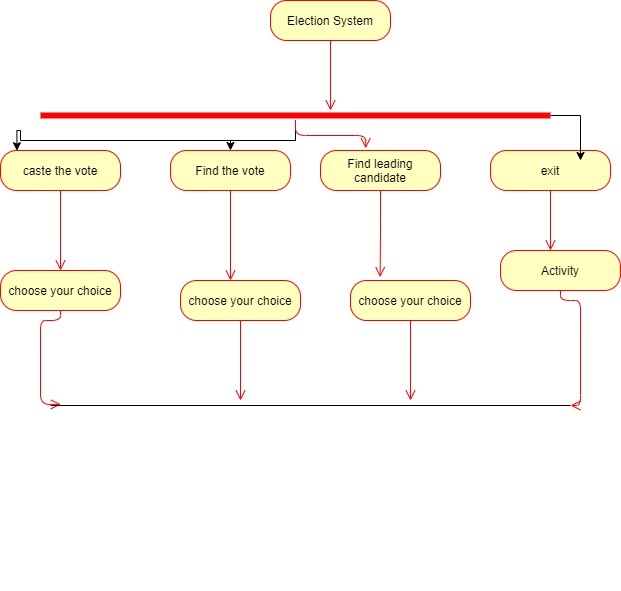 Election System
caste the vote
Find the vote
Find leading
candidate
exit
Activity
choose your choice
choose your choice
choose your choice